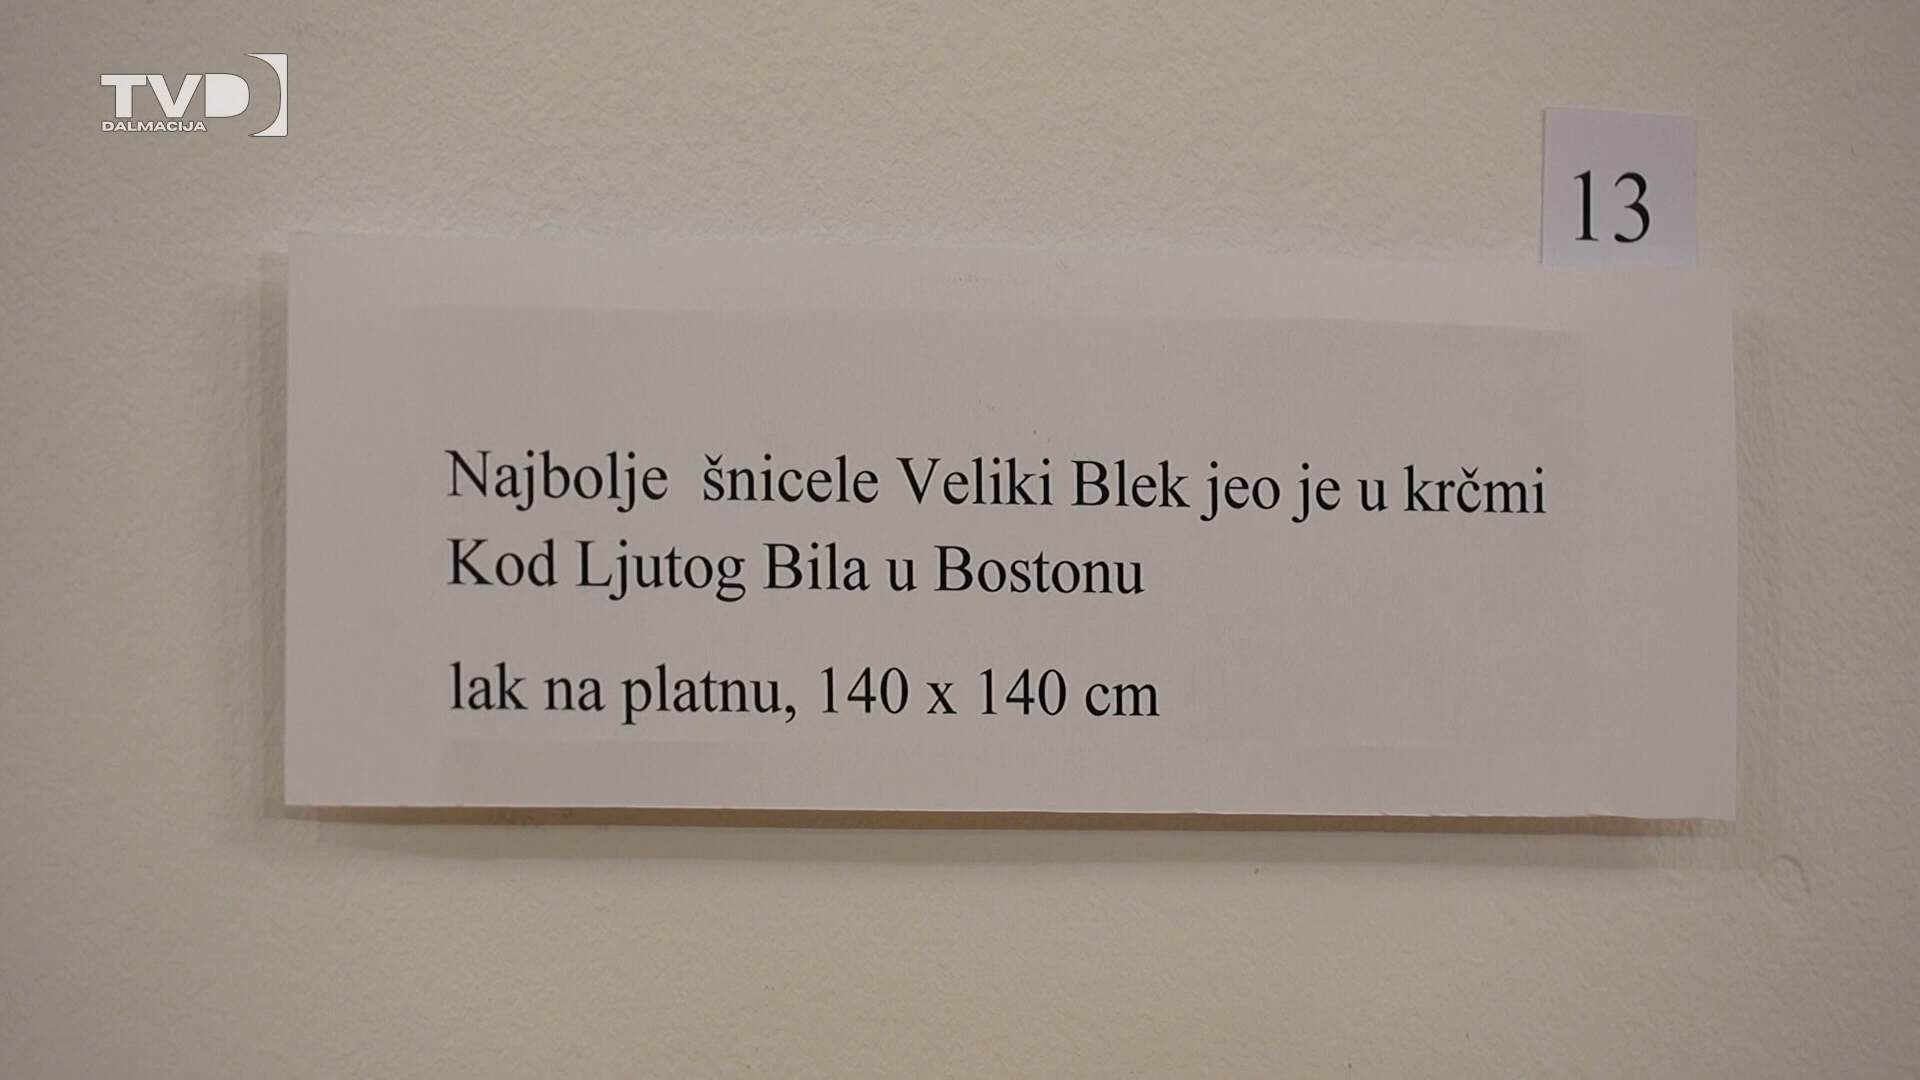 TVD
DALMACIJA
13
Najbolje  šnicele Veliki Blek jeo je u krčmi
Kod Ljutog Bila u Bostonu
lak na platnu, 140 x 140 cm